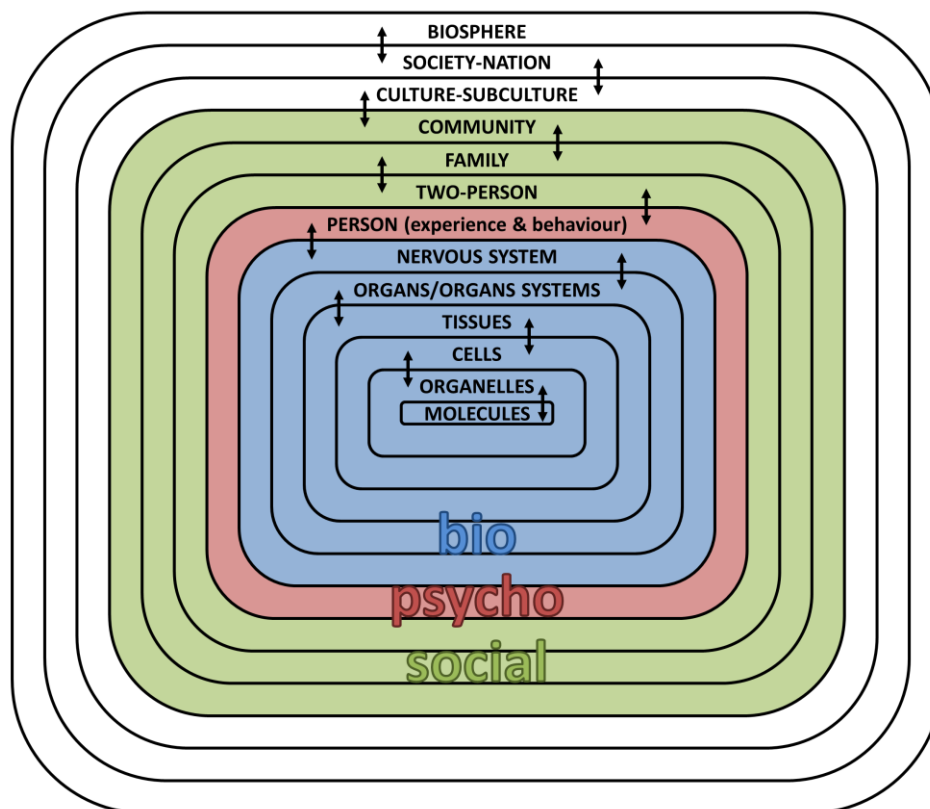 BIOSPHERE
SOCIETY-NATION
CULTURE-SUBCULTURE
COMMUNITY
FAMILY
TWO-PERSON
PERSON (experience & behaviour)
NERVOUS SYSTEM
ORGANS/ORGANS SYSTEMS
TISSUES
CELLS
ORGANELLES
MOLECULES
bio
psycho
social